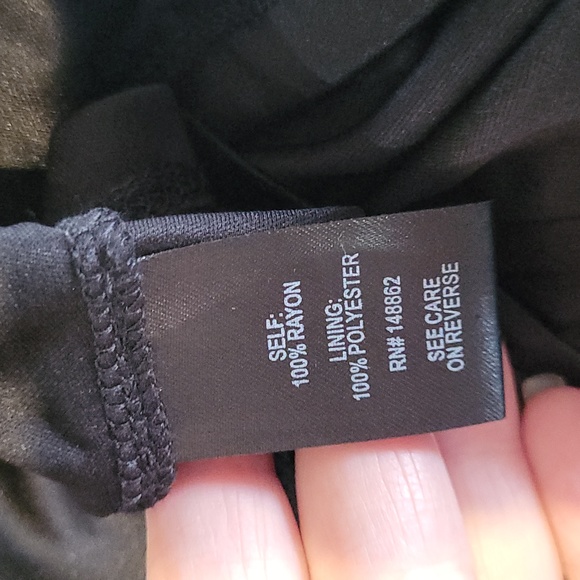 SELF:
100% RAYON
LINING:
100% POLYESTER
RN# 148862
SEE CARE
ON REVERSE